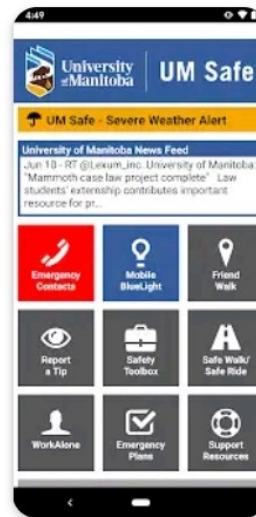 4:49
University
of Manitoba
UM Safe
UM Safe - Severe Weather Alert
University of Manitoba News Feed
Jun 10 - RT @Lexum_inc: University of Manitoba:
"Mammoth case law project complete" Law
students' externship contributes important
resource for pr...
Emergency
Contacts
Mobile
BlueLight
Friend
Walk
Report
a Tip
Safety
Toolbox
Safe Walk/
Safe Ride
WorkAlone
Emergency
Plans
Support
Resources